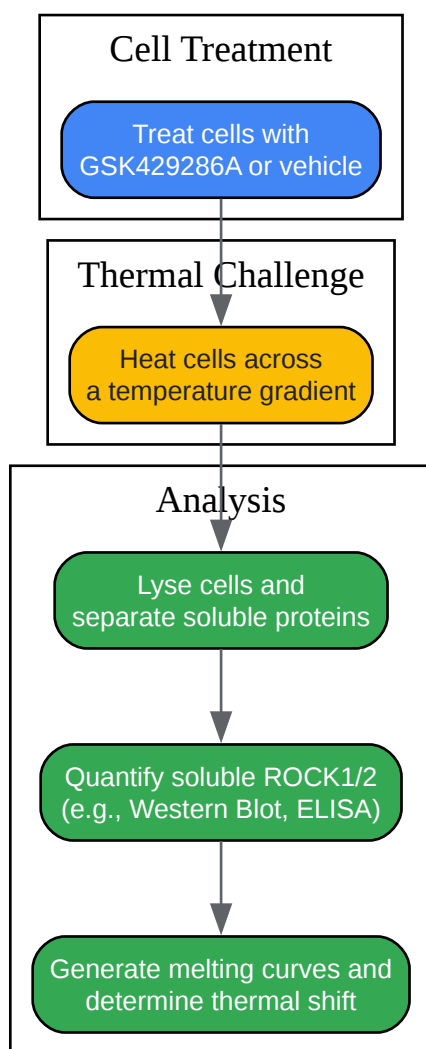 Cell Treatment
Treat cells with
GSK429286A or vehicle
Thermal Challenge
Heat cells across
a temperature gradient
Analysis
Lyse cells and
separate soluble proteins
Quantify soluble ROCK1/2
(e.g., Western Blot, ELISA)
Generate melting curves and
determine thermal shift